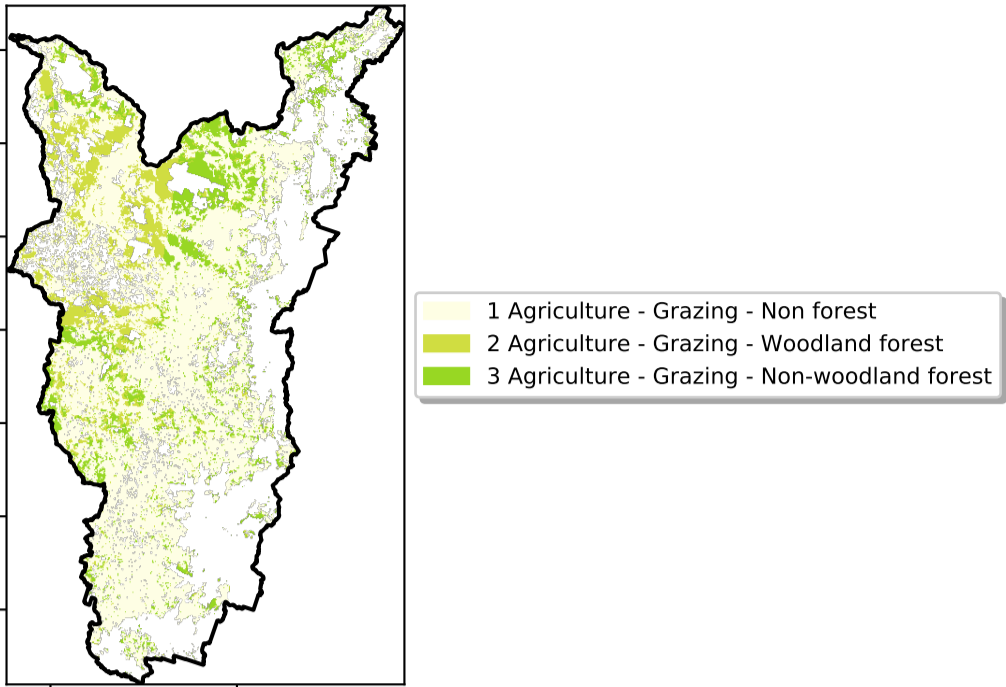 1 Agriculture - Grazing - Non forest
2 Agriculture - Grazing - Woodland forest
3 Agriculture - Grazing - Non-woodland forest